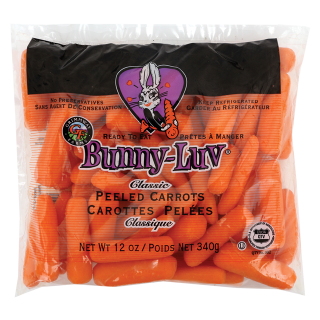 No Preservatives
Sans Agent De Conservation
Keep Refrigerated
Garder Au Réfrigérateur
Ready To Eat
Prêtes À Manger
Bunny-Luv®
Classic
Peeled Carrots
Carottes Pelées
Classique
Net Wt 12 oz / Poids Net 340g